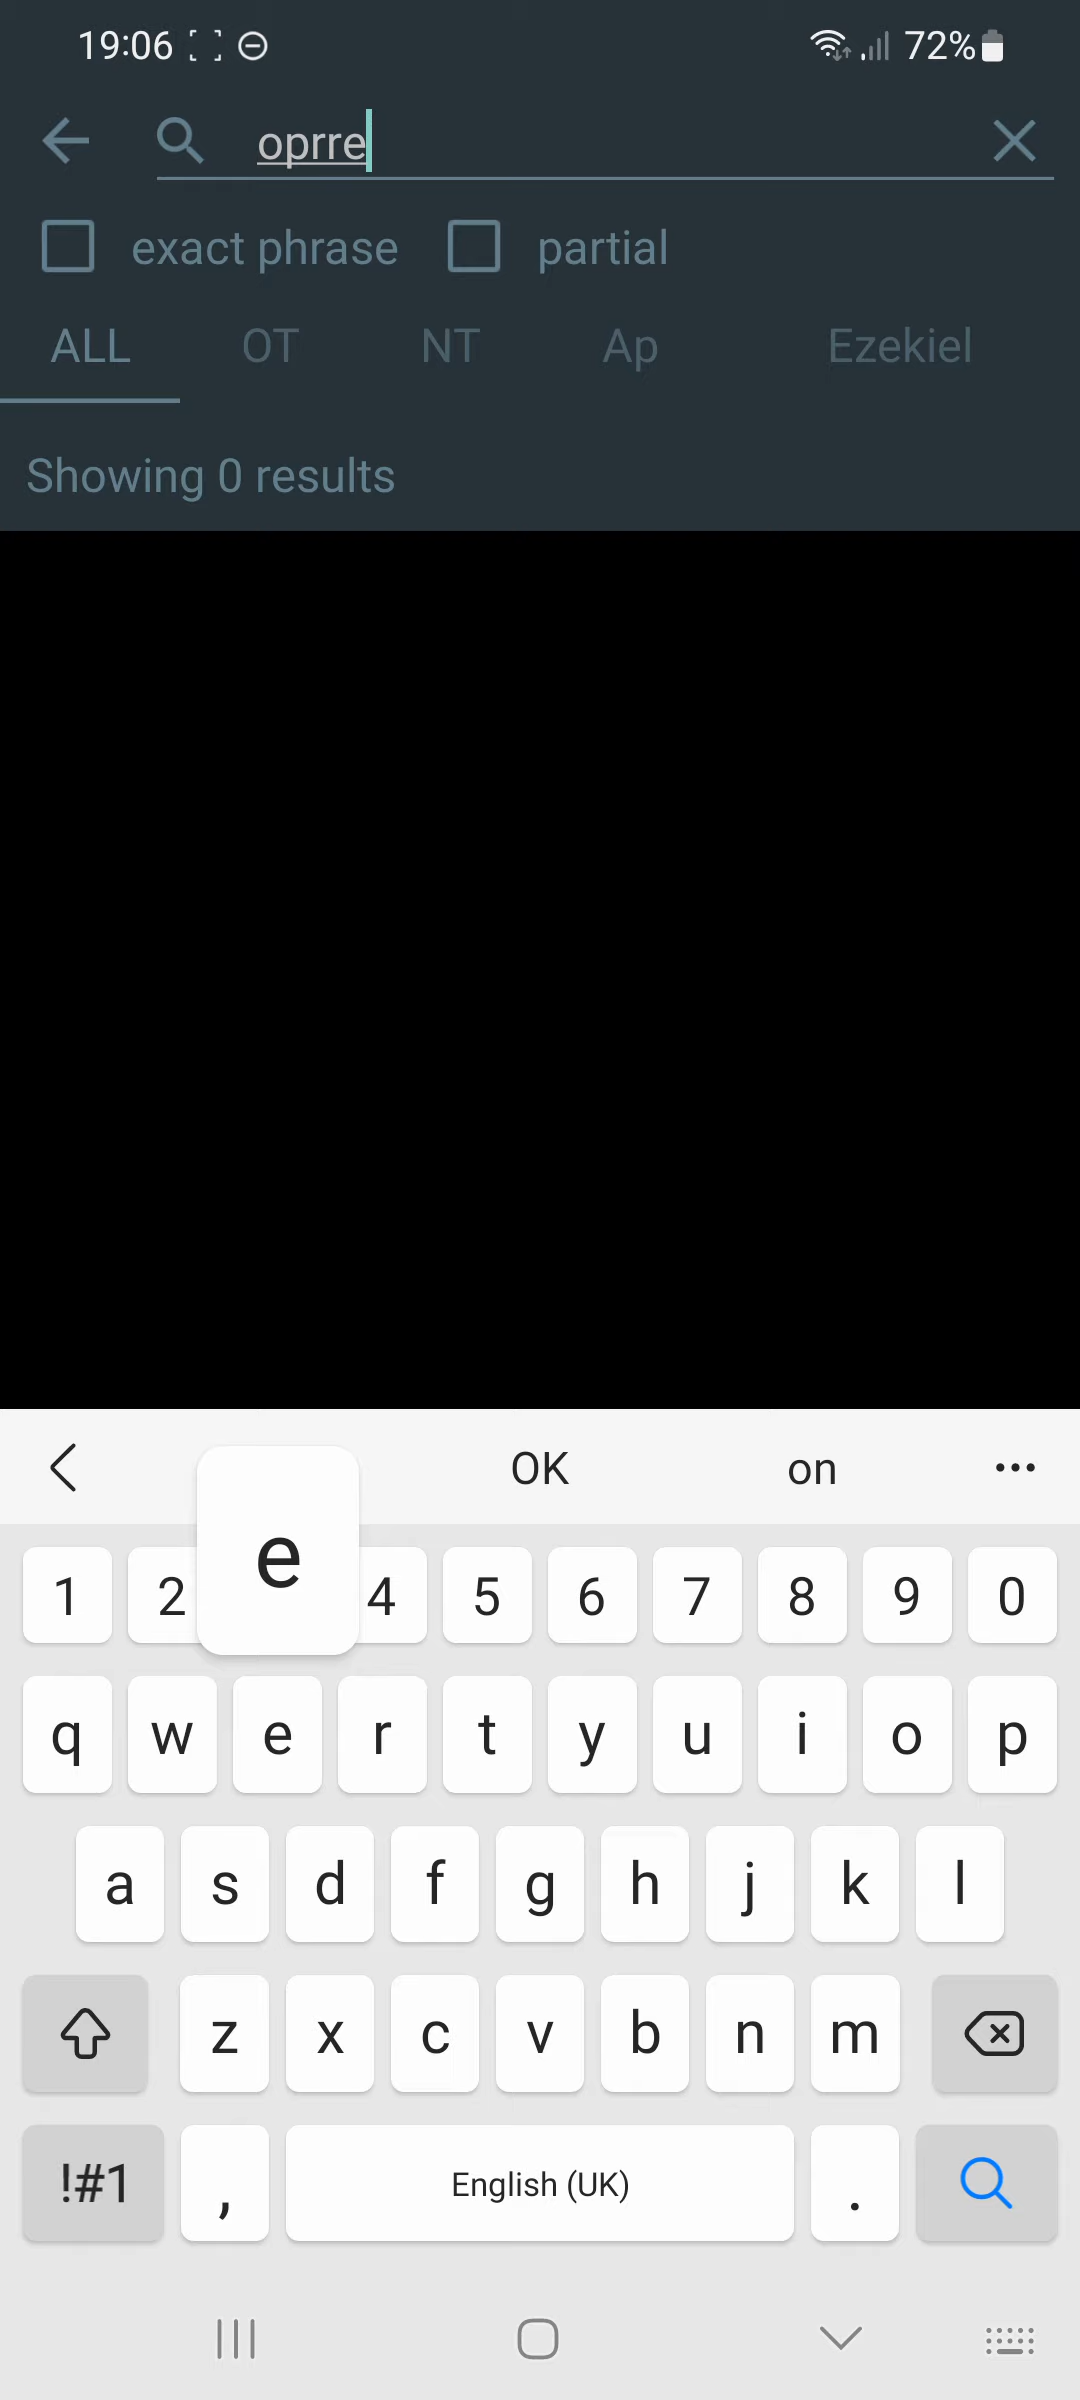 19:06 72%
oprre
exact phrase partial
ALL OT NT Ap Ezekiel
Showing 0 results
OK on
e
1 2 4 5 6 7 8 9 0
q w e r t y u i o p
a s d f g h j k l
z x c v b n m
!#1 , English (UK) .